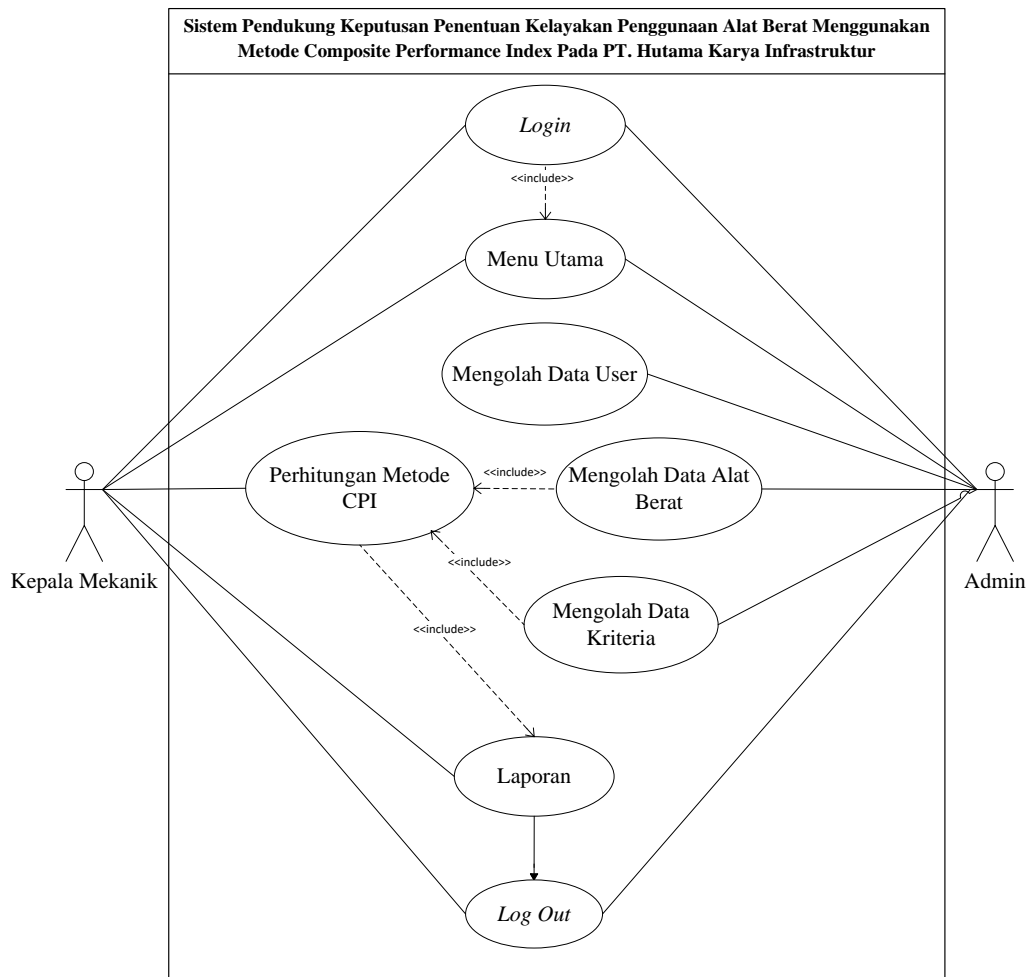 Sistem Pendukung Keputusan Penentuan Kelayakan Penggunaan Alat Berat Menggunakan
Metode Composite Performance Index Pada PT. Hutama Karya Infrastruktur
Login
<<include>>
Menu Utama
Mengolah Data User
Perhitungan Metode
CPI
<<include>>
Mengolah Data Alat
Berat
<<include>>
Kepala Mekanik
Admin
Mengolah Data
Kriteria
<<include>>
Laporan
Log Out